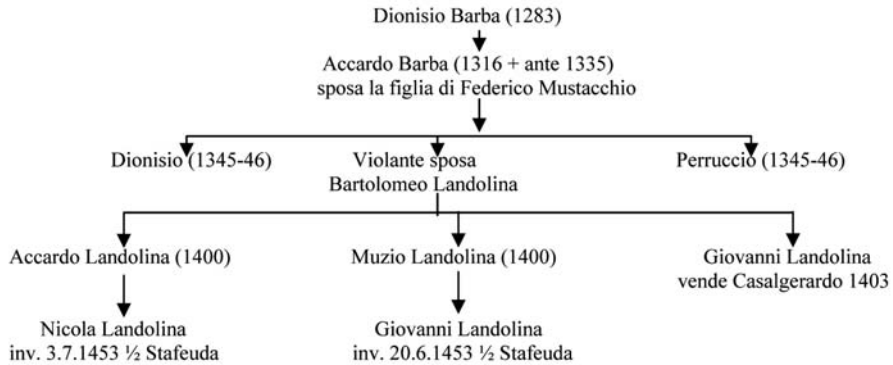 Dionisio Barba (1283)
Accardo Barba (1316 + ante 1335)
sposa la figlia di Federico Mustacchio
Dionisio (1345-46)
Violante sposa
Bartolomeo Landolina
Perruccio (1345-46)
Accardo Landolina (1400)
Muzio Landolina (1400)
Giovanni Landolina
vende Casalgerardo 1403
Nicola Landolina
inv. 3.7.1453 ½ Stafeuda
Giovanni Landolina
inv. 20.6.1453 ½ Stafeuda